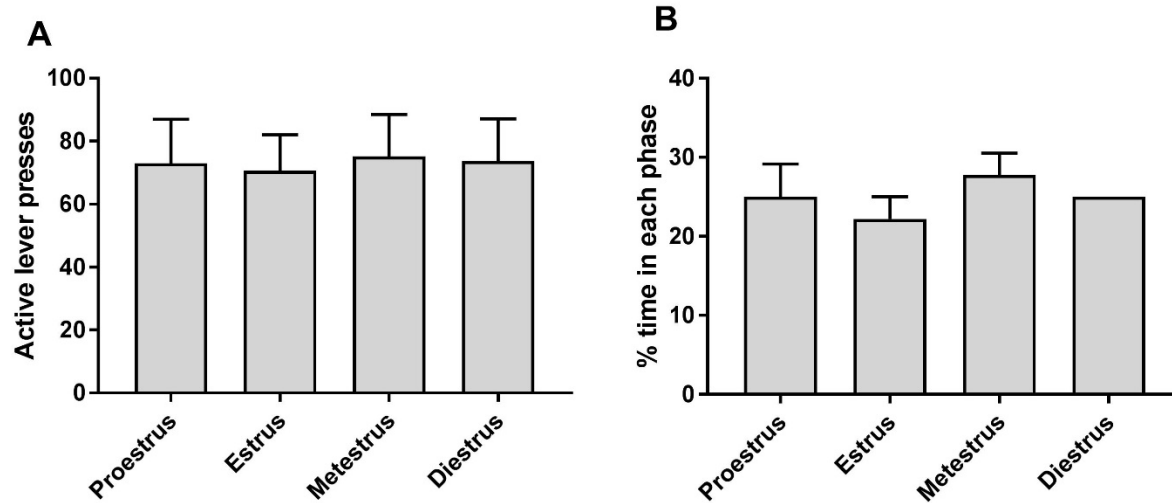 A
Active lever presses
100
80
60
40
20
0
Proestrus
Estrus
Metestrus
Diestrus
B
% time in each phase
40
30
20
10
0
Proestrus
Estrus
Metestrus
Diestrus